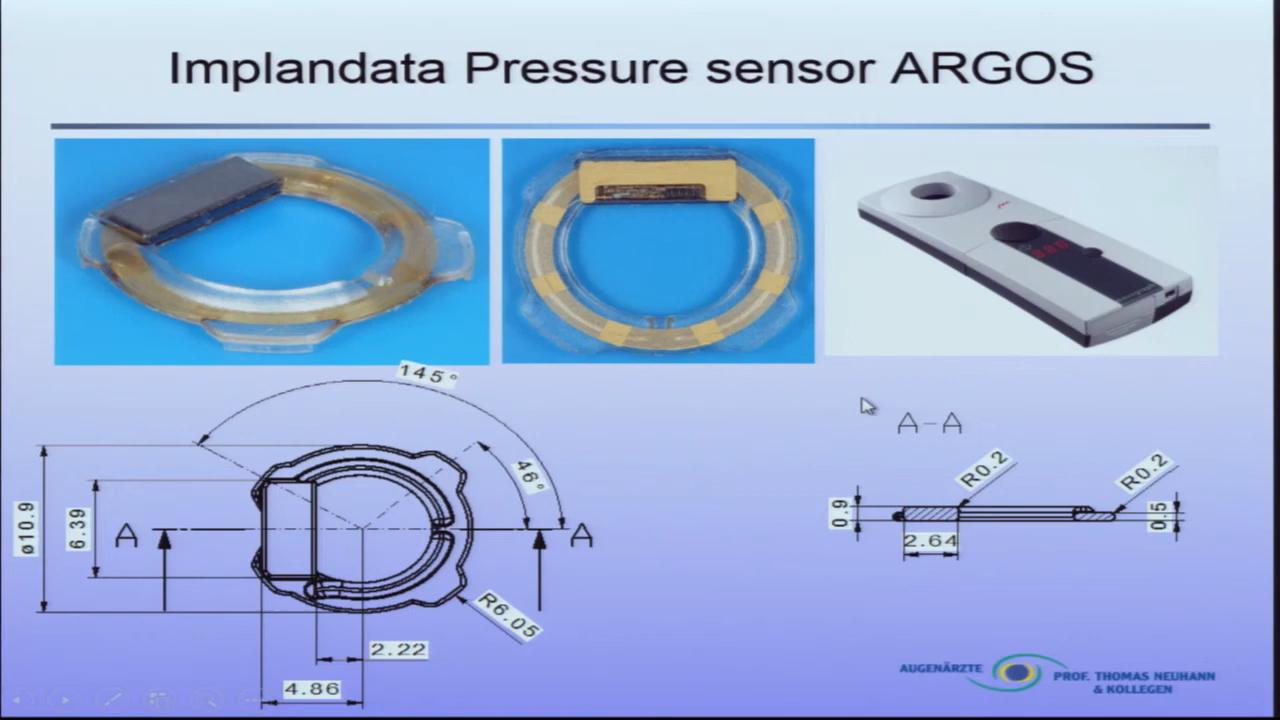 Implandata Pressure sensor ARGOS
145°
46°
ø10.9
6.39
A
A
R6.05
2.22
4.86
A-A
R0.2
R0.2
0.9
0.5
2.64
AUGENÄRZTE
PROF. THOMAS NEUHANN
& KOLLEGEN